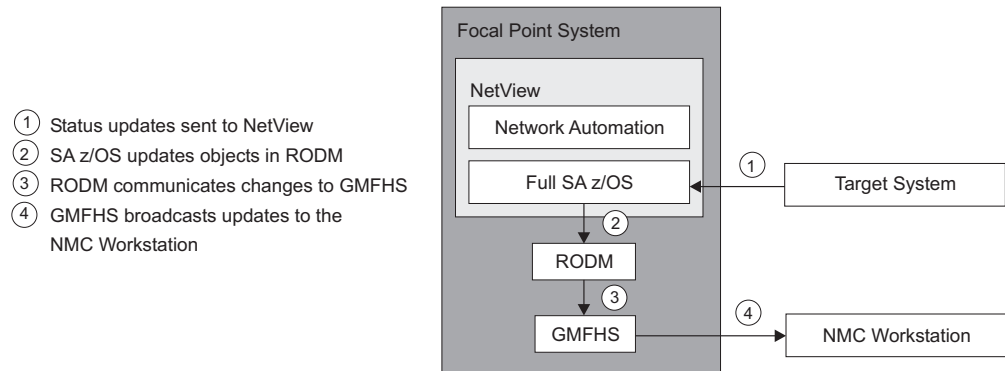 ① Status updates sent to NetView
② SA z/OS updates objects in RODM
③ RODM communicates changes to GMFHS
④ GMFHS broadcasts updates to the
NMC Workstation
Focal Point System
NetView
Network Automation
Full SA z/OS
①
Target System
②
RODM
③
GMFHS
④
NMC Workstation